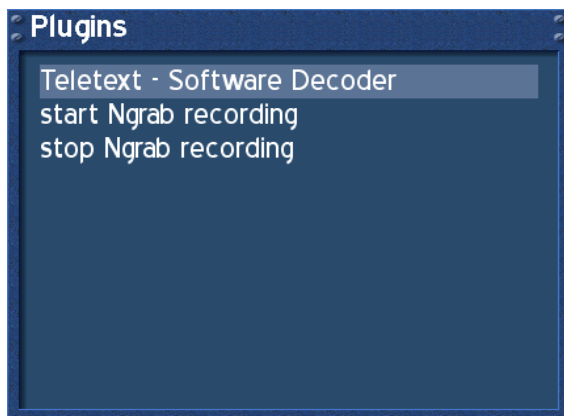 Plugins
Teletext - Software Decoder
start Ngrab recording
stop Ngrab recording